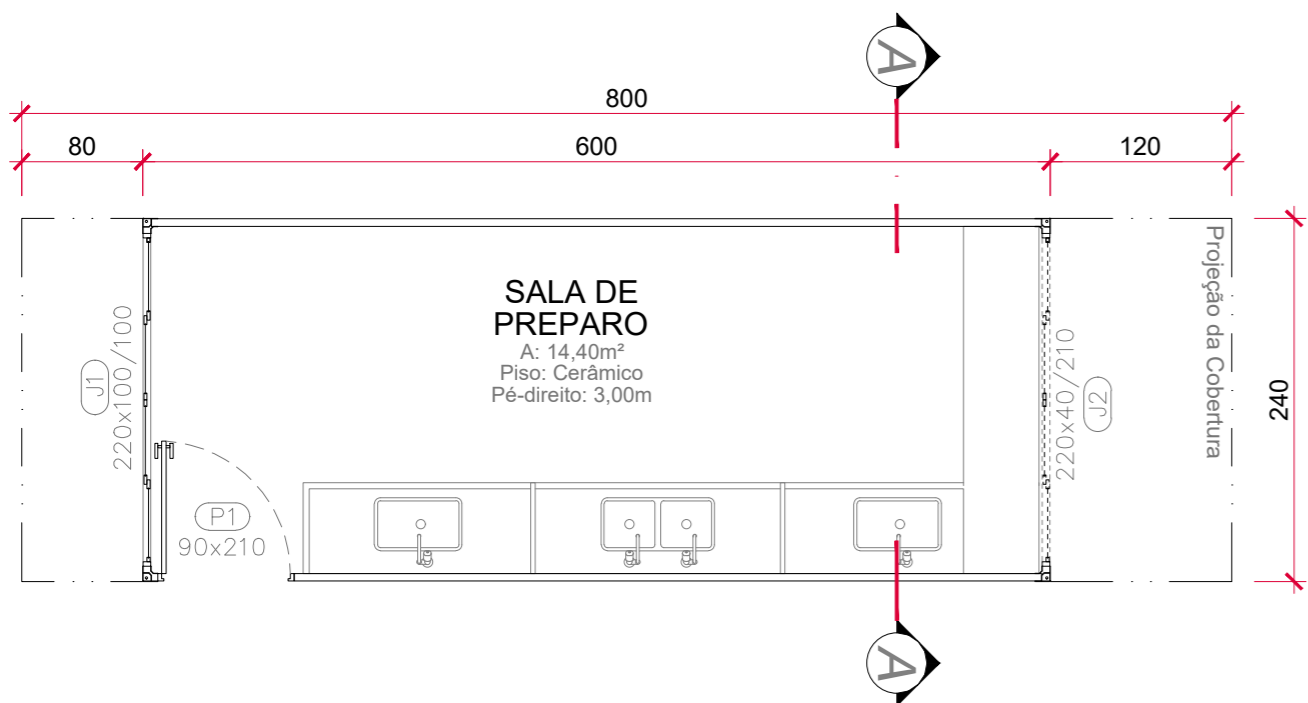 A
800
80
600
120
SALA DE
PREPARO
A: 14,40m²
Piso: Cerâmico
Pé-direito: 3,00m
J1
220x100/100
P1
90x210
220x40/210
J2
Projeção da Cobertura
240
A